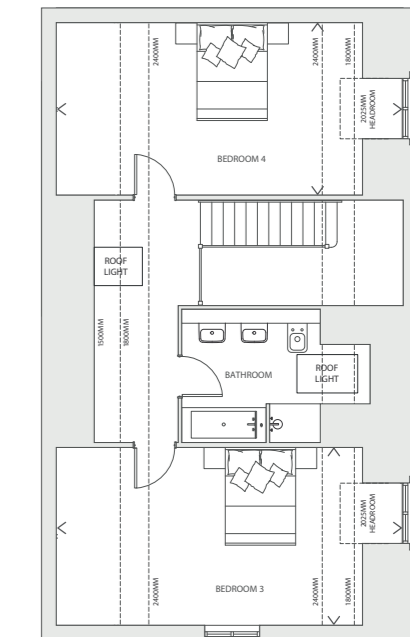 2400MM
2400MM
1800MM
2025MM
HEADROOM
BEDROOM 4
ROOF
LIGHT
1500MM
1800MM
BATHROOM
ROOF
LIGHT
2025MM
HEADROOM
BEDROOM 3
2400MM
2400MM
1800MM